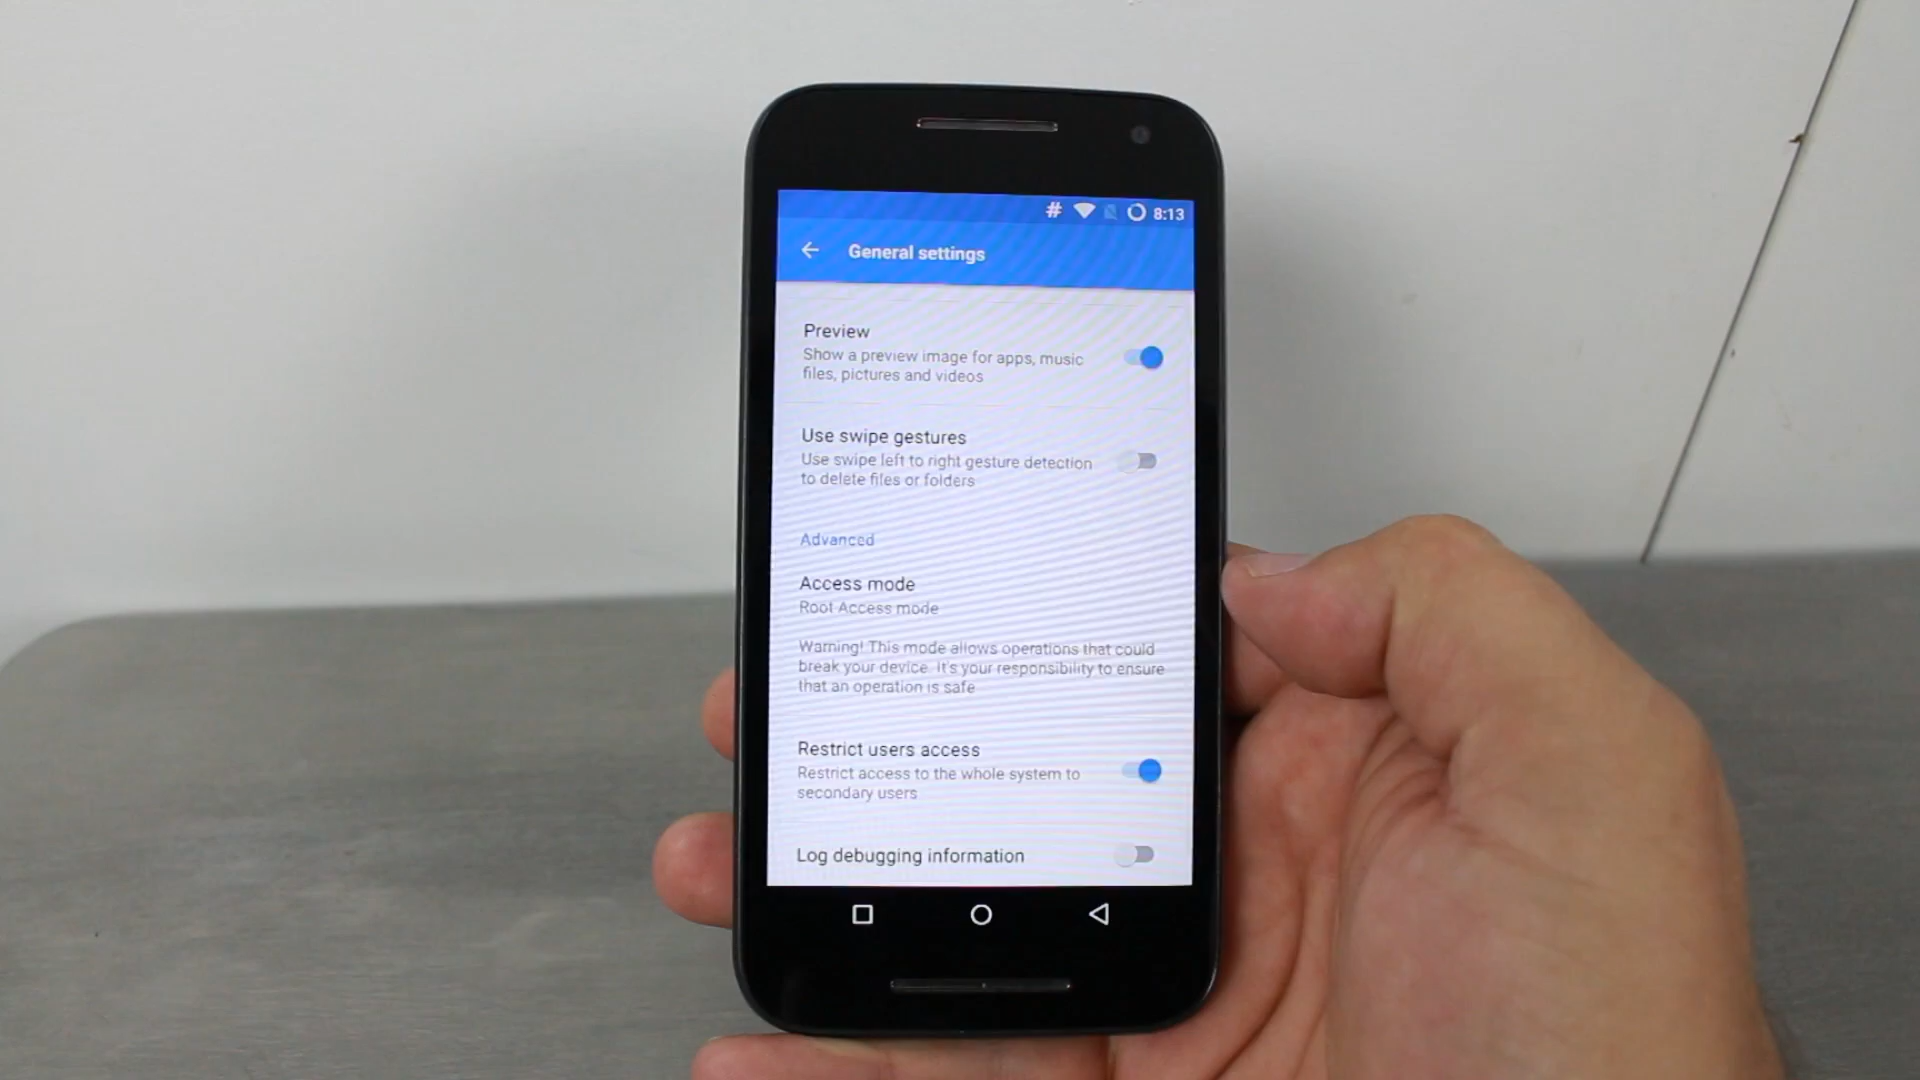 # 8:13
General settings
Preview
Show a preview image for apps, music
files, pictures and videos
Use swipe gestures
Use swipe left to right gesture detection
to delete files or folders
Advanced
Access mode
Root Access mode
Warning! This mode allows operations that could
break your device. It's your responsibility to ensure
that an operation is safe
Restrict users access
Restrict access to the whole system to
secondary users
Log debugging information